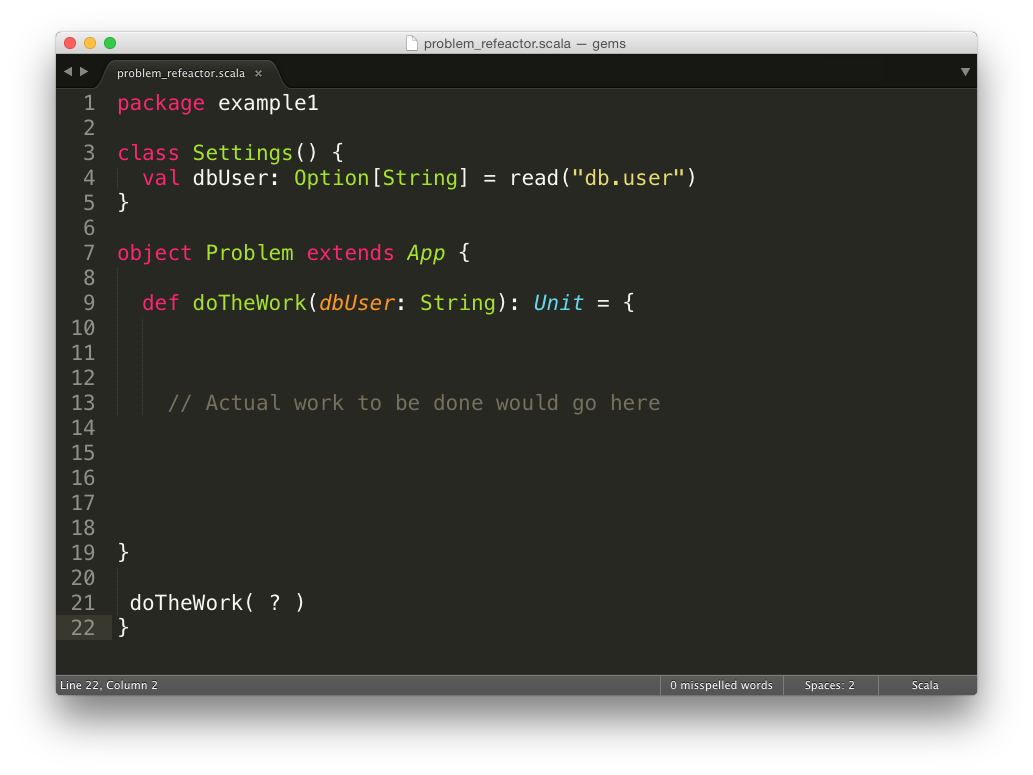 problem_refeactor.scala — gems
problem_refeactor.scala ×
1 package example1
2
3 class Settings() {
4   val dbUser: Option[String] = read("db.user")
5 }
6
7 object Problem extends App {
8
9   def doTheWork(dbUser: String): Unit = {
10
11
12
13     // Actual work to be done would go here
14
15
16
17
18
19 }
20
21  doTheWork( ? )
22 }
Line 22, Column 2 0 misspelled words Spaces: 2 Scala